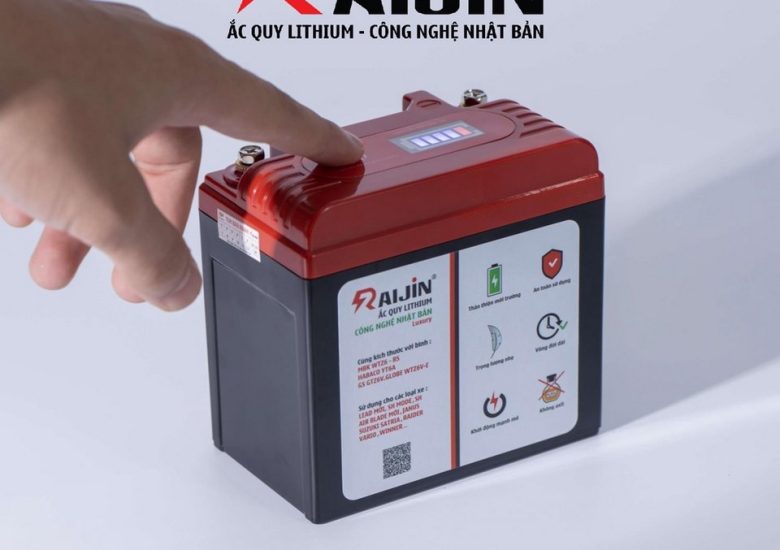 RAIJIN
ẮC QUY LITHIUM - CÔNG NGHỆ NHẬT BẢN
RAIJIN®
ẮC QUY LITHIUM
CÔNG NGHỆ NHẬT BẢN
Luxury
Cùng kích thước với bình :
MBK WTZ6 - BS
HABACO YT6A
GS GTZ6V,GLOBE WTZ6V-E
Sử dụng cho các loại xe :
LEAD MỚI, SH MODE, SH
AIR BLADE MỚI, JANUS
SUZUKI SATRIA, RAIDER
VARIO, WINNER...
Thân thiện môi trường
An toàn sử dụng
Trọng lượng nhẹ
Vòng đời dài
Khởi động mạnh mẽ
Không axit